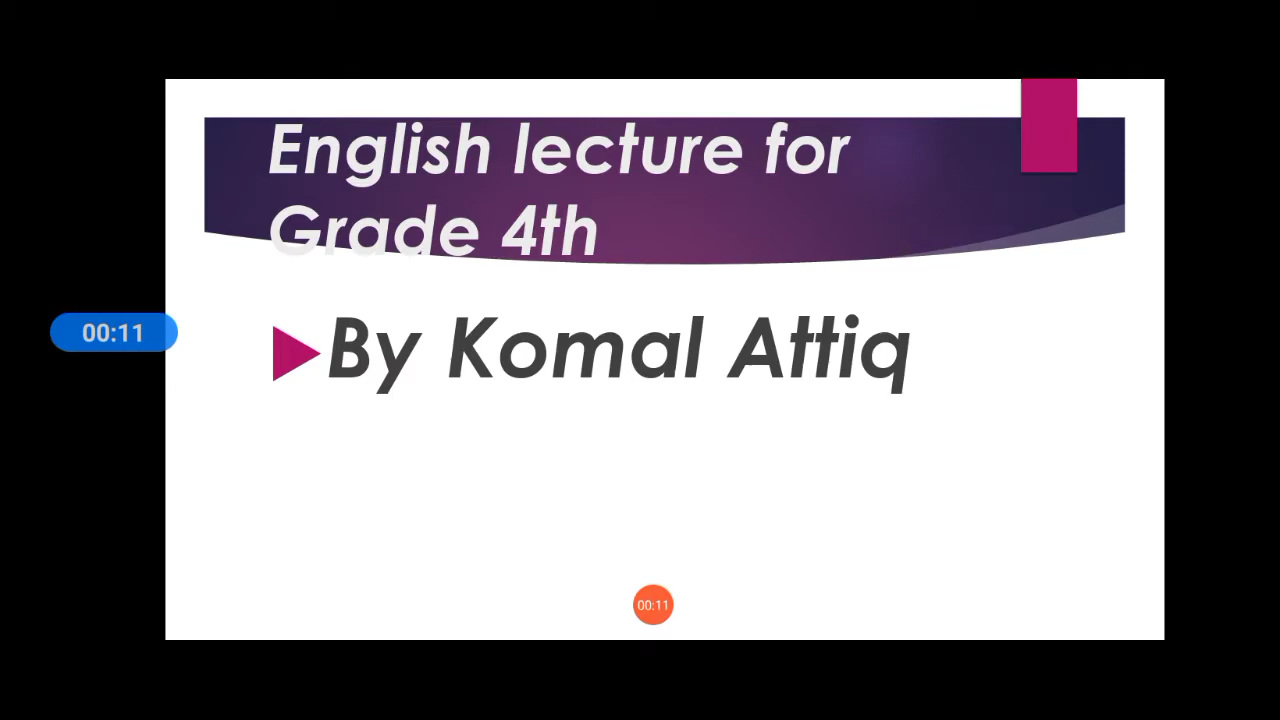 English lecture for
Grade 4th
By Komal Attiq
00:11
00:11